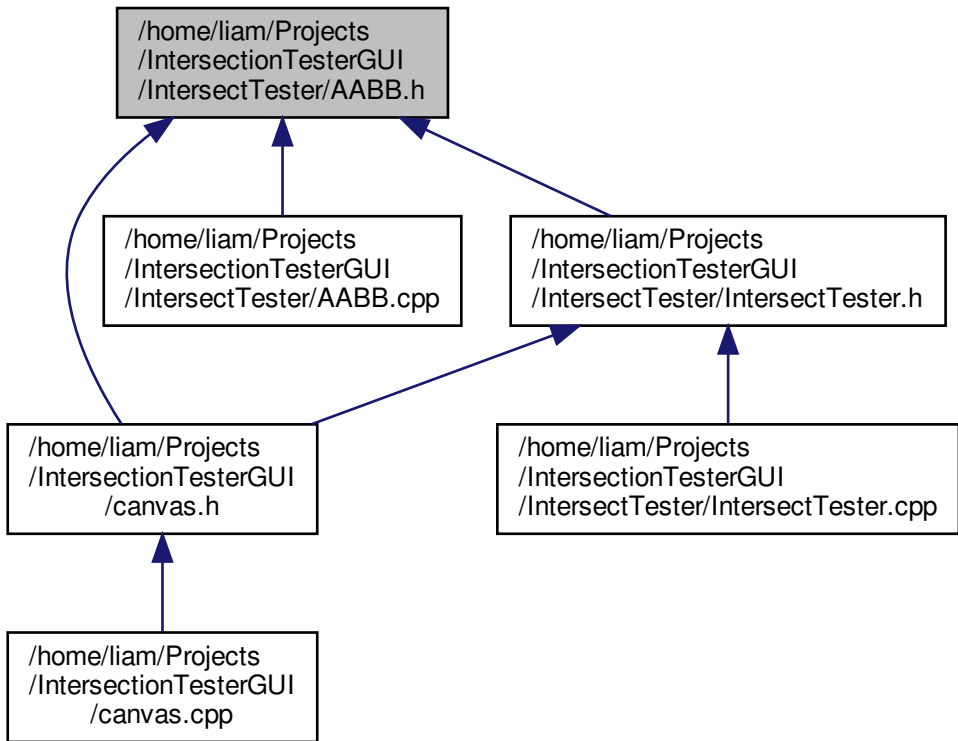 /home/liam/Projects
/IntersectionTesterGUI
/IntersectTester/AABB.h
/home/liam/Projects
/IntersectionTesterGUI
/IntersectTester/AABB.cpp
/home/liam/Projects
/IntersectionTesterGUI
/IntersectTester/IntersectTester.h
/home/liam/Projects
/IntersectionTesterGUI
/canvas.h
/home/liam/Projects
/IntersectionTesterGUI
/IntersectTester/IntersectTester.cpp
/home/liam/Projects
/IntersectionTesterGUI
/canvas.cpp